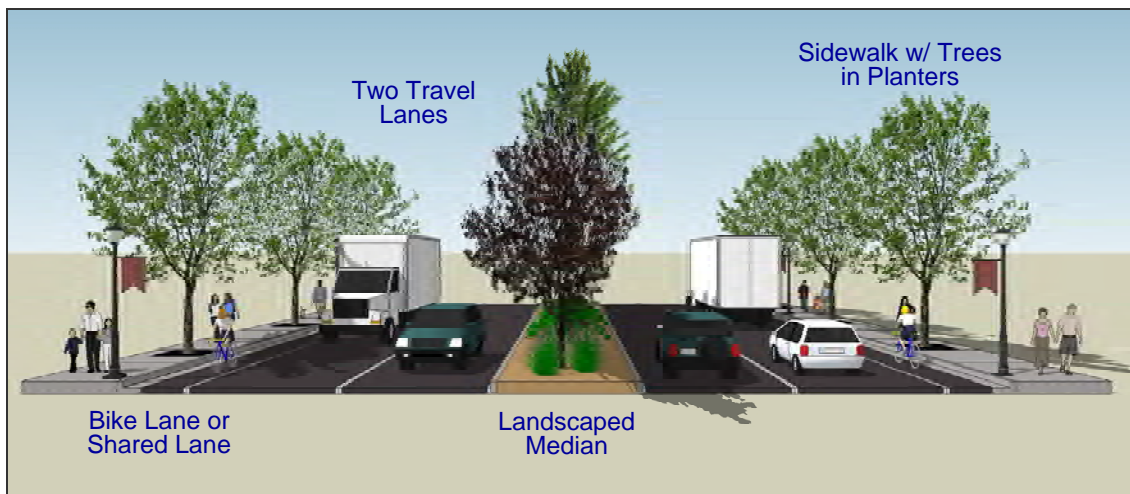 Sidewalk w/ Trees
in Planters
Two Travel
Lanes
Bike Lane or
Shared Lane
Landscaped
Median